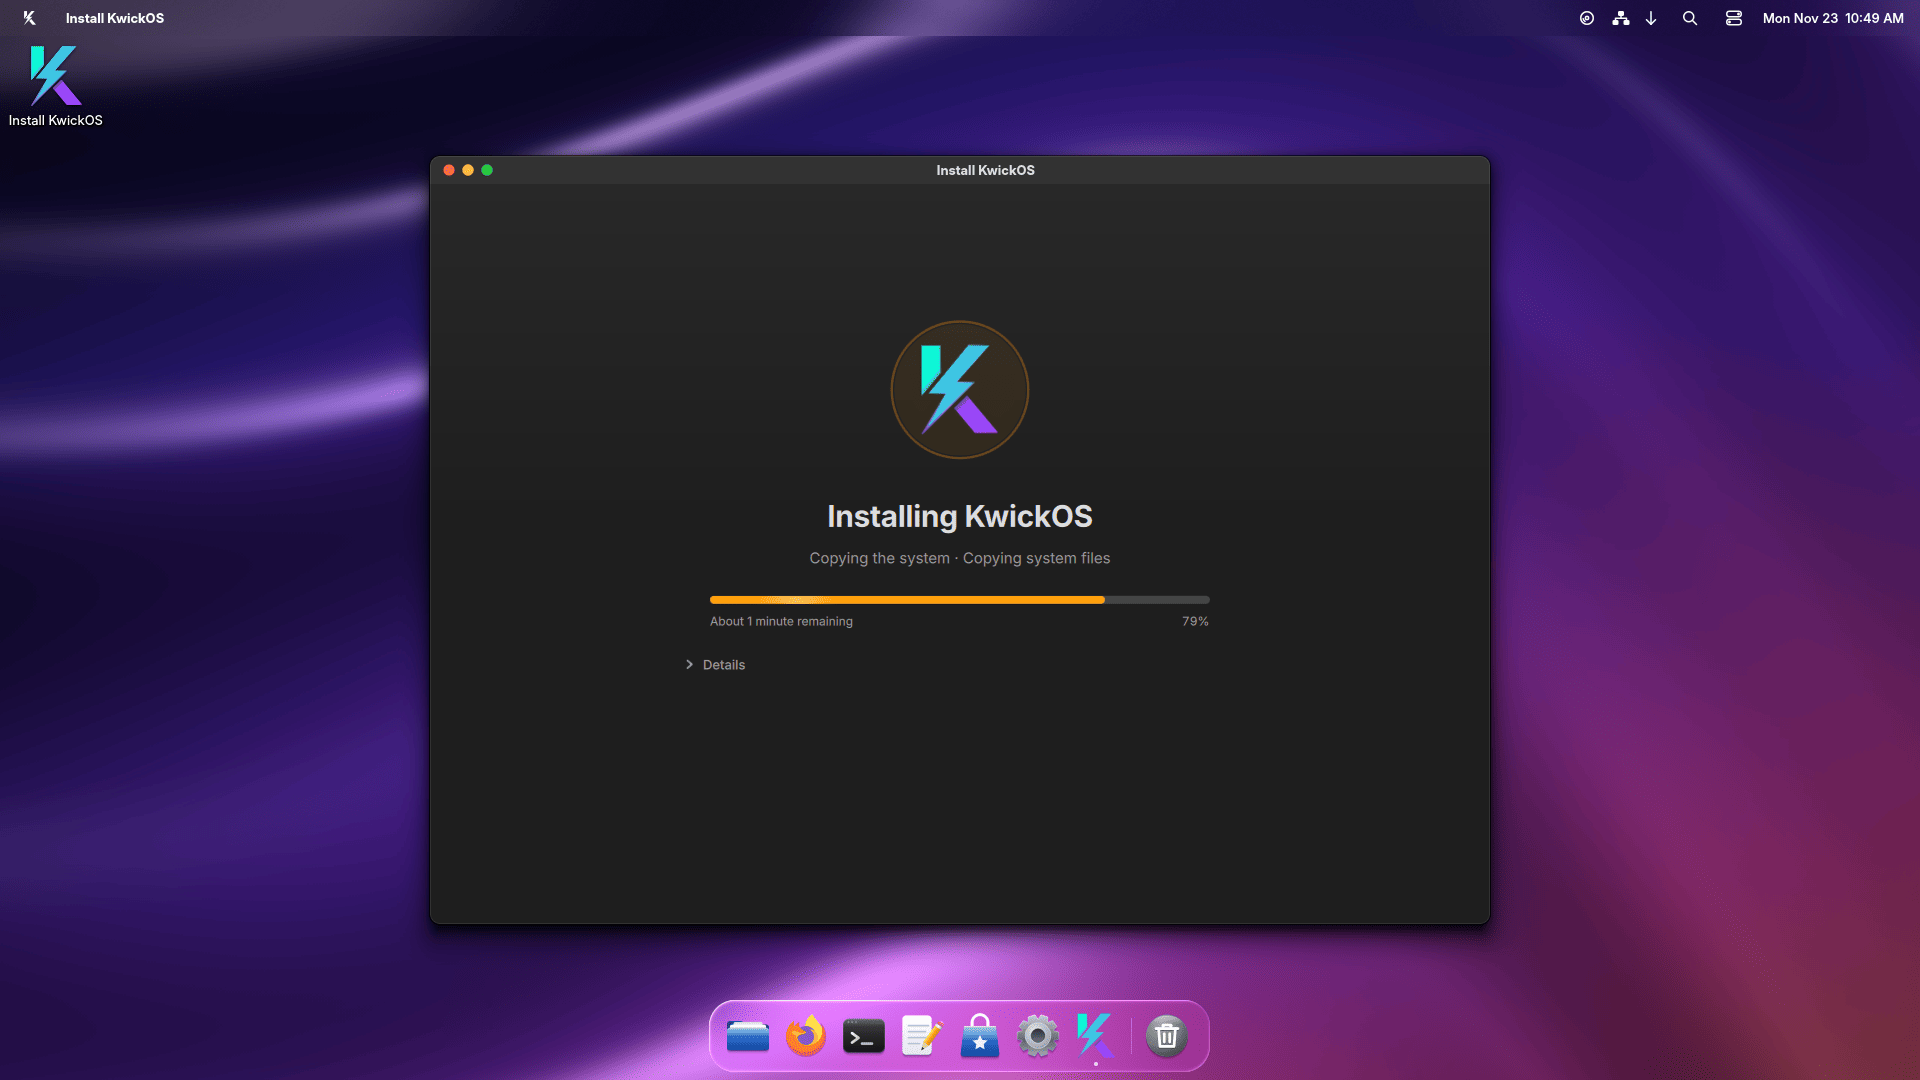 Install KwickOS
Mon Nov 23 10:49 AM
Install KwickOS
Install KwickOS
Installing KwickOS
Copying the system · Copying system files
About 1 minute remaining
79%
Details